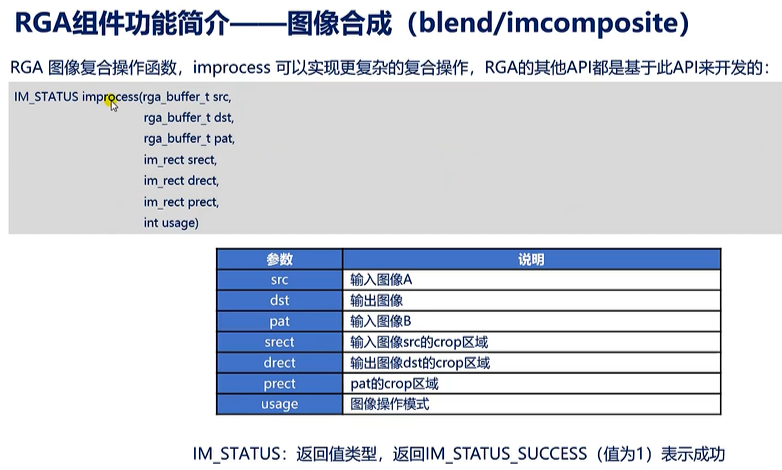 RGA组件功能简介——图像合成（blend/imcomposite）
RGA 图像复合操作函数，improcess 可以实现更复杂的复合操作，RGA的其他API都是基于此API来开发的：
IM_STATUS improcess(rga_buffer_t src,
rga_buffer_t dst,
rga_buffer_t pat,
im_rect srect,
im_rect drect,
im_rect prect,
int usage)
参数 说明
src 输入图像A
dst 输出图像
pat 输入图像B
srect 输入图像src的crop区域
drect 输出图像dst的crop区域
prect pat的crop区域
usage 图像操作模式
IM_STATUS：返回值类型，返回IM_STATUS_SUCCESS（值为1）表示成功